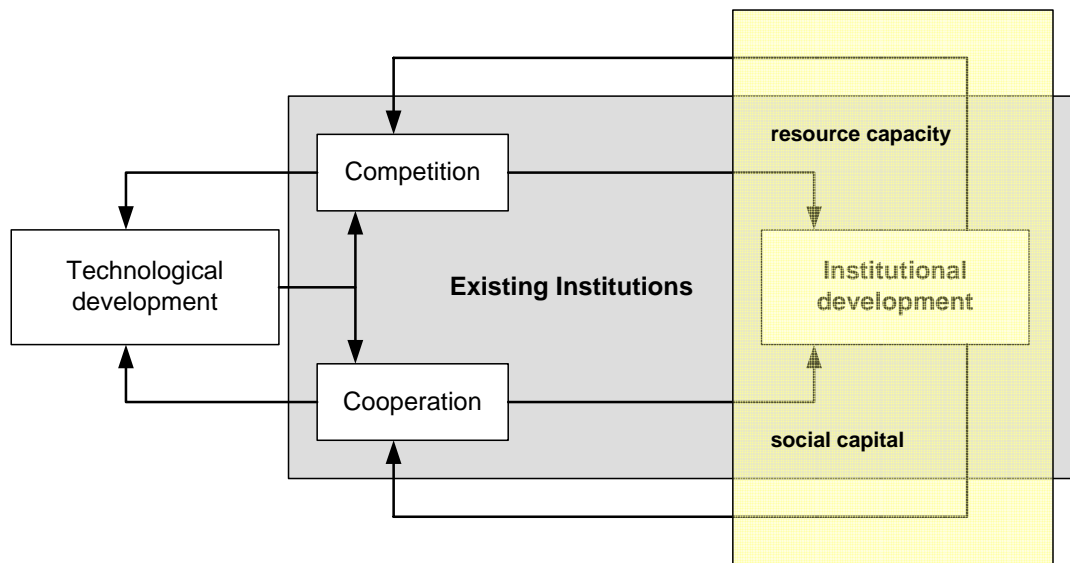 resource capacity
Competition
Technological
development
Existing Institutions
Institutional
development
Cooperation
social capital